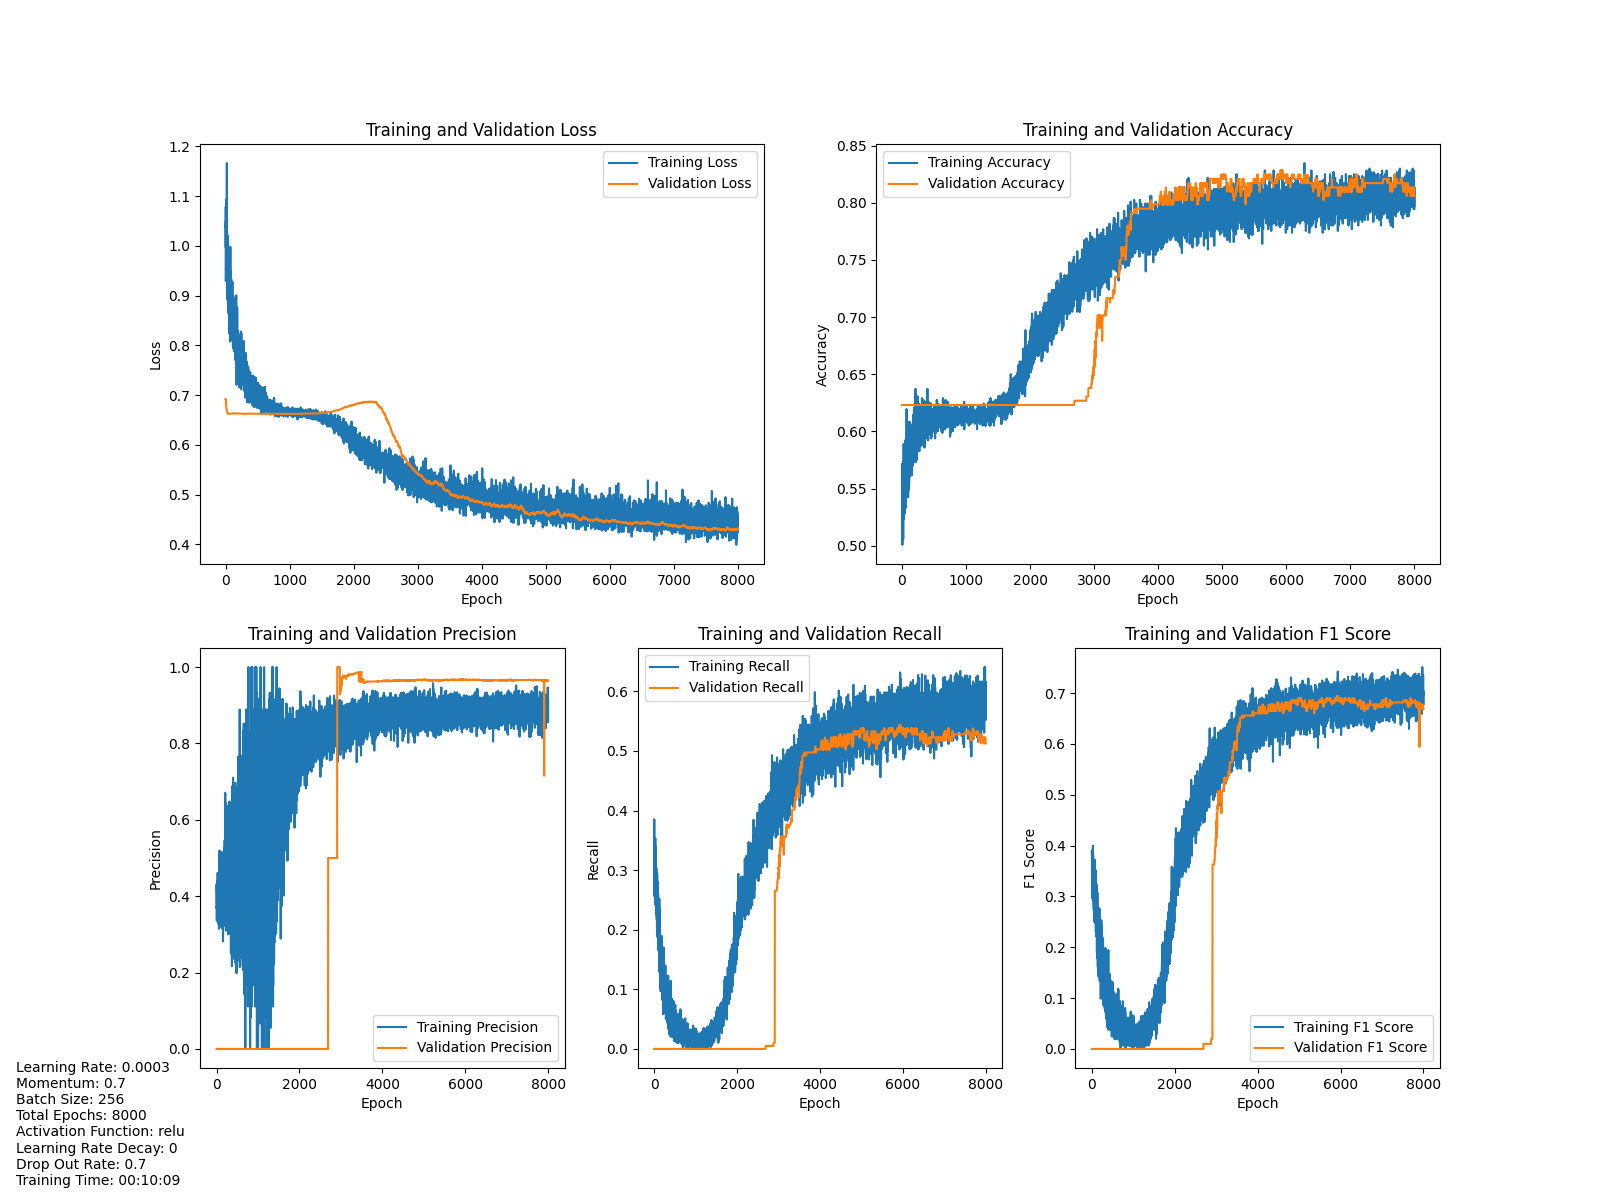 Training and Validation Loss
1.2
1.1
1.0
0.9
0.8
0.7
0.6
0.5
0.4
Loss
Training Loss
Validation Loss
0 1000 2000 3000 4000 5000 6000 7000 8000
Epoch
Training and Validation Accuracy
0.85
0.80
0.75
0.70
0.65
0.60
0.55
0.50
Accuracy
Training Accuracy
Validation Accuracy
0 1000 2000 3000 4000 5000 6000 7000 8000
Epoch
Training and Validation Precision
1.0
0.8
0.6
0.4
0.2
0.0
Precision
Training Precision
Validation Precision
0 2000 4000 6000 8000
Epoch
Training and Validation Recall
0.6
0.5
0.4
0.3
0.2
0.1
0.0
Recall
Training Recall
Validation Recall
0 2000 4000 6000 8000
Epoch
Training and Validation F1 Score
0.7
0.6
0.5
0.4
0.3
0.2
0.1
0.0
F1 Score
Training F1 Score
Validation F1 Score
0 2000 4000 6000 8000
Epoch
Learning Rate: 0.0003
Momentum: 0.7
Batch Size: 256
Total Epochs: 8000
Activation Function: relu
Learning Rate Decay: 0
Drop Out Rate: 0.7
Training Time: 00:10:09